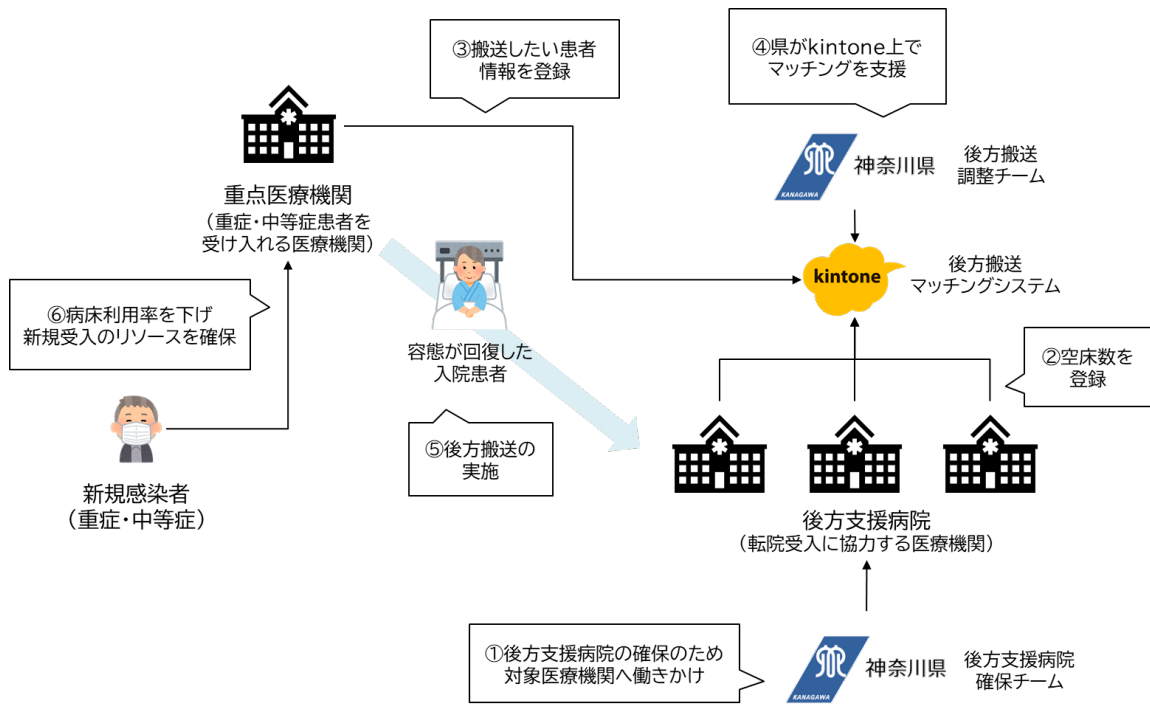 ③搬送したい患者
情報を登録
④県がkintone上で
マッチングを支援
重点医療機関
(重症・中等症患者を
受け入れる医療機関)
KANAGAWA
神奈川県
後方搬送
調整チーム
kintone
後方搬送
マッチングシステム
⑥病床利用率を下げ
新規受入のリソースを確保
容態が回復した
入院患者
②空床数を
登録
⑤後方搬送の
実施
新規感染者
(重症・中等症)
後方支援病院
(転院受入に協力する医療機関)
①後方支援病院の確保のため
対象医療機関へ働きかけ
KANAGAWA
神奈川県
後方支援病院
確保チーム